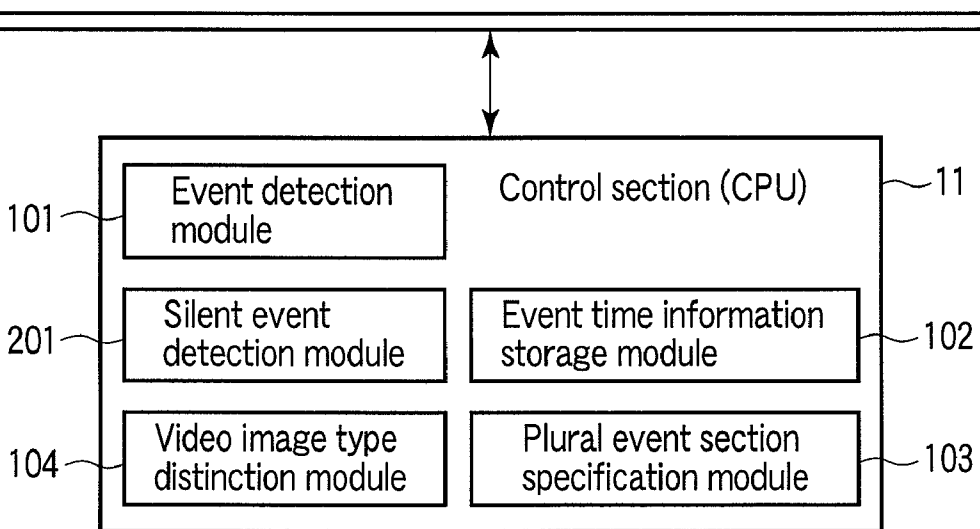 Control section (CPU)
11
101
Event detection
module
201
Silent event
detection module
Event time information
storage module
102
104
Video image type
distinction module
Plural event section
specification module
103